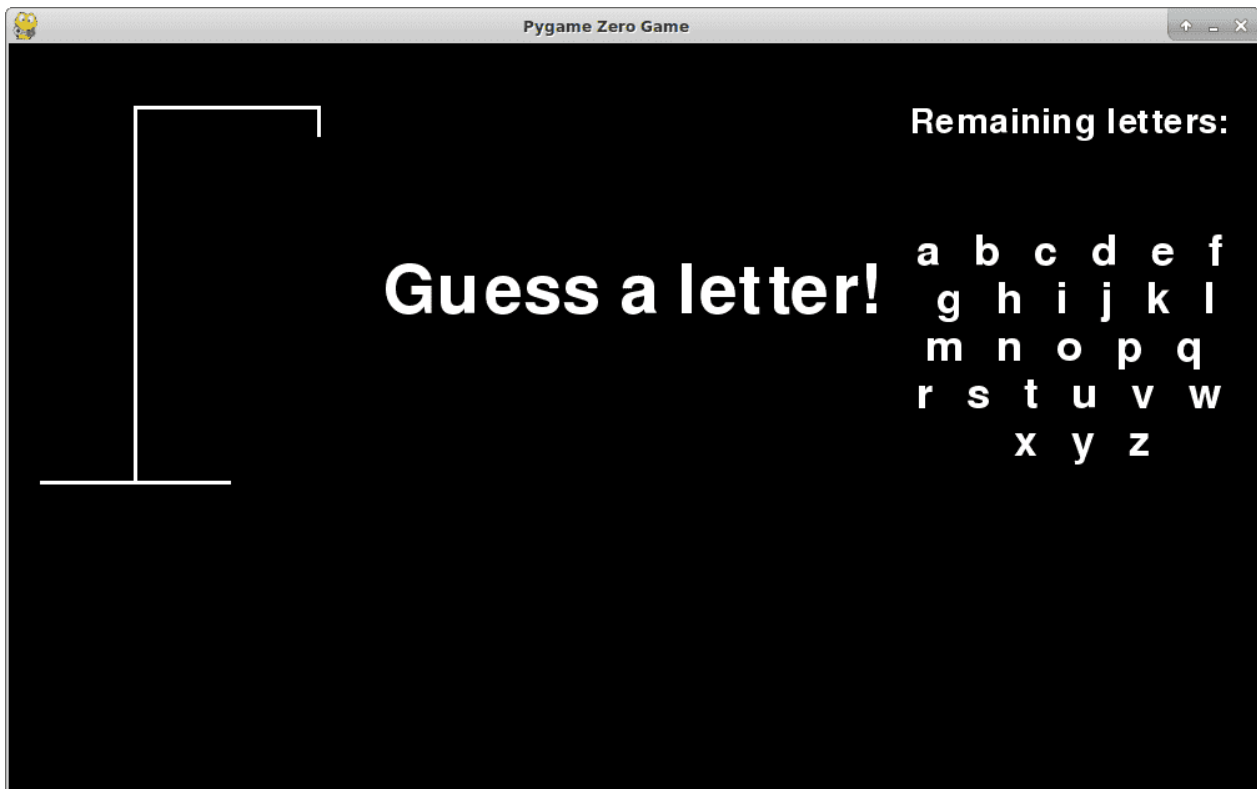 Pygame Zero Game
Remaining letters:
Guess a letter!
a b c d e f
g h i j k l
m n o p q
r s t u v w
x y z